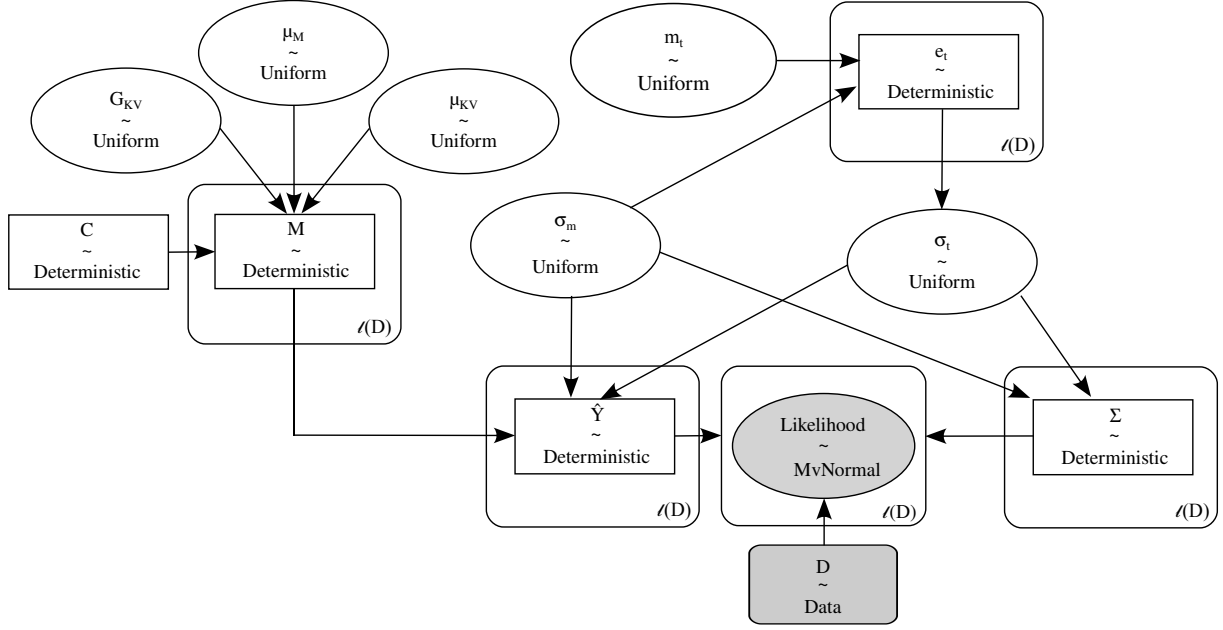 μ_M
~
Uniform
G_KV
~
Uniform
μ_KV
~
Uniform
m_t
~
Uniform
e_t
~
Deterministic
ℓ(D)
C
~
Deterministic
M
~
Deterministic
ℓ(D)
σ_m
~
Uniform
σ_t
~
Uniform
Ŷ
~
Deterministic
ℓ(D)
Likelihood
~
MvNormal
ℓ(D)
Σ
~
Deterministic
ℓ(D)
D
~
Data